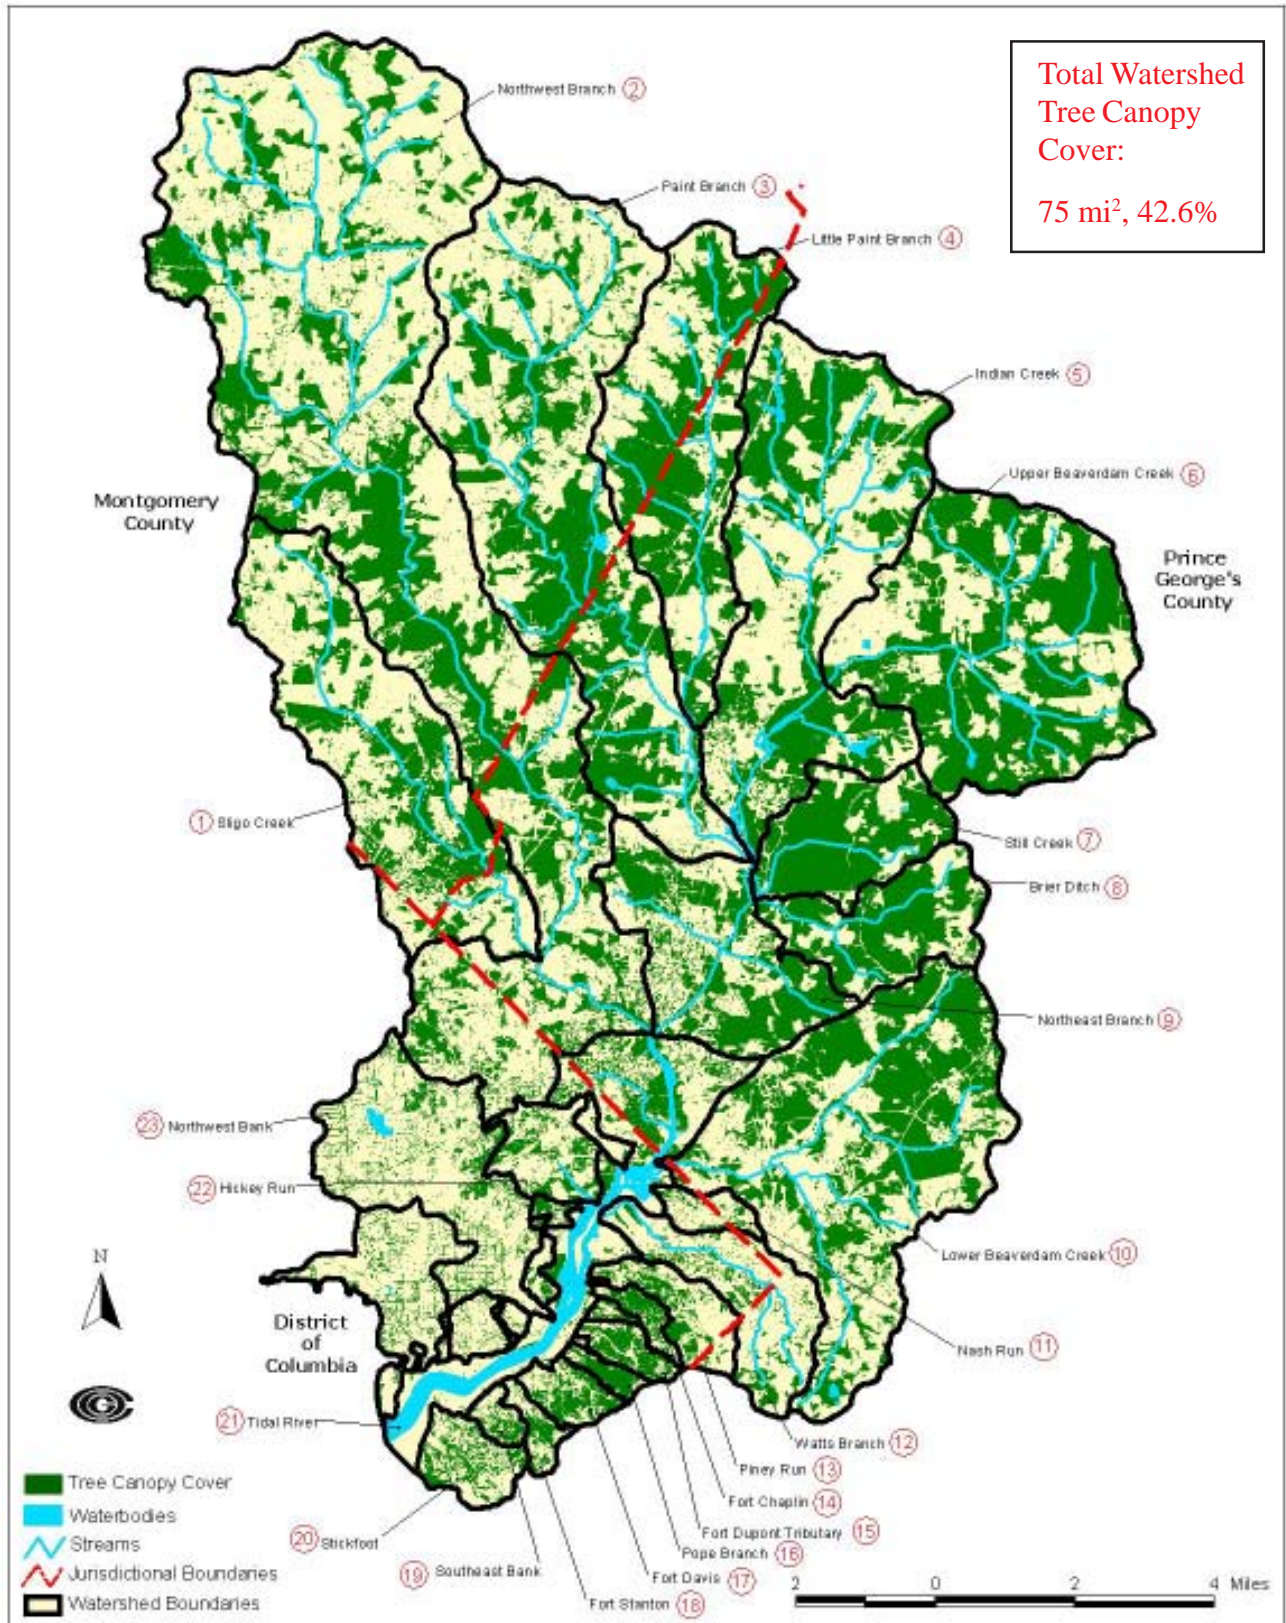 Total Watershed
Tree Canopy
Cover:
75 mi², 42.6%
Northwest Branch 2
Paint Branch 3
Little Paint Branch 4
Indian Creek 5
Upper Beaverdam Creek 6
Montgomery
County
Prince
George's
County
1 Sligo Creek
Still Creek 7
Brier Ditch 8
Northeast Branch 9
23 Northwest Bank
22 Hickey Run
Lower Beaverdam Creek 10
N
District
of
Columbia
Nash Run 11
21 Tidal River
Watts Branch 12
Piney Run 13
Fort Chaplin 14
Fort Dupont Tributary 15
20 Stickfoot
Pope Branch 16
19 Southeast Bank
Fort Davis 17
Fort Stanton 18
Tree Canopy Cover
Waterbodies
Streams
Jurisdictional Boundaries
Watershed Boundaries
2 0 2 4 Miles